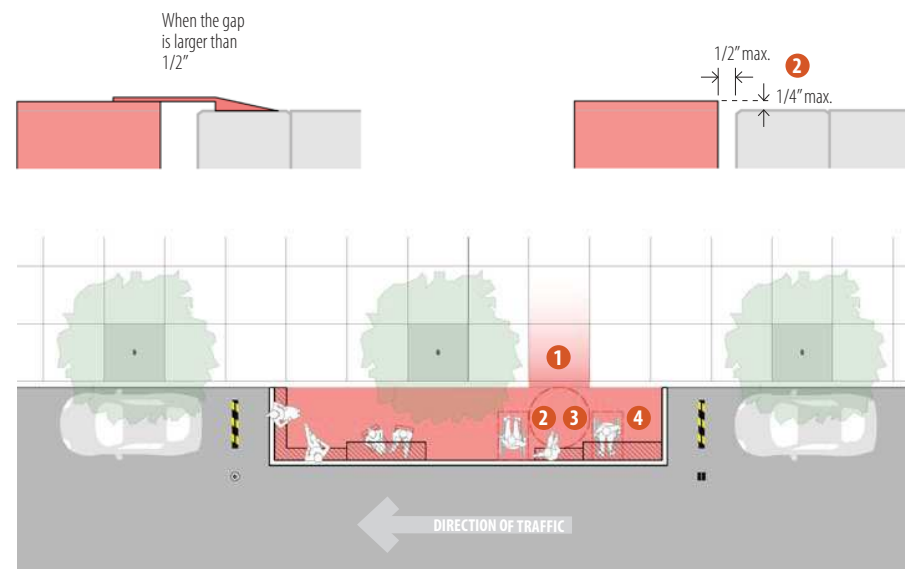 When the gap
is larger than
1/2”
1/2” max.
2
1/4” max.
1
2
3
4
DIRECTION OF TRAFFIC